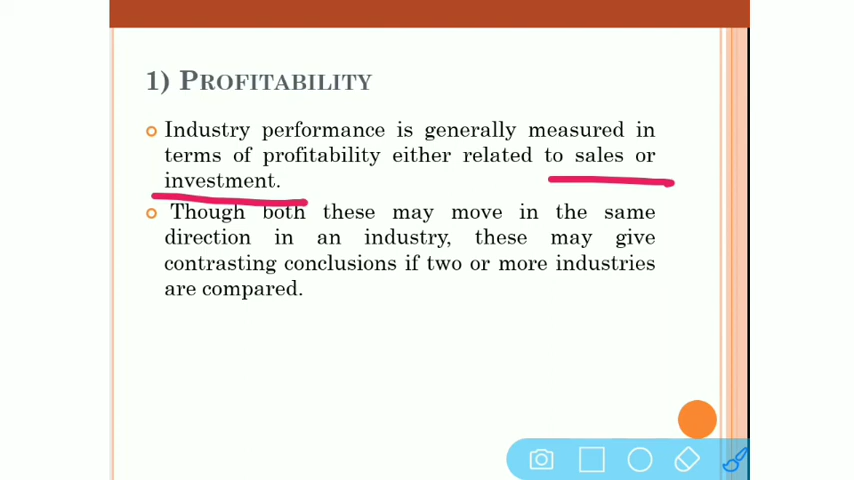 1) PROFITABILITY
Industry performance is generally measured in
terms of profitability either related to sales or
investment.
Though both these may move in the same
direction in an industry, these may give
contrasting conclusions if two or more industries
are compared.